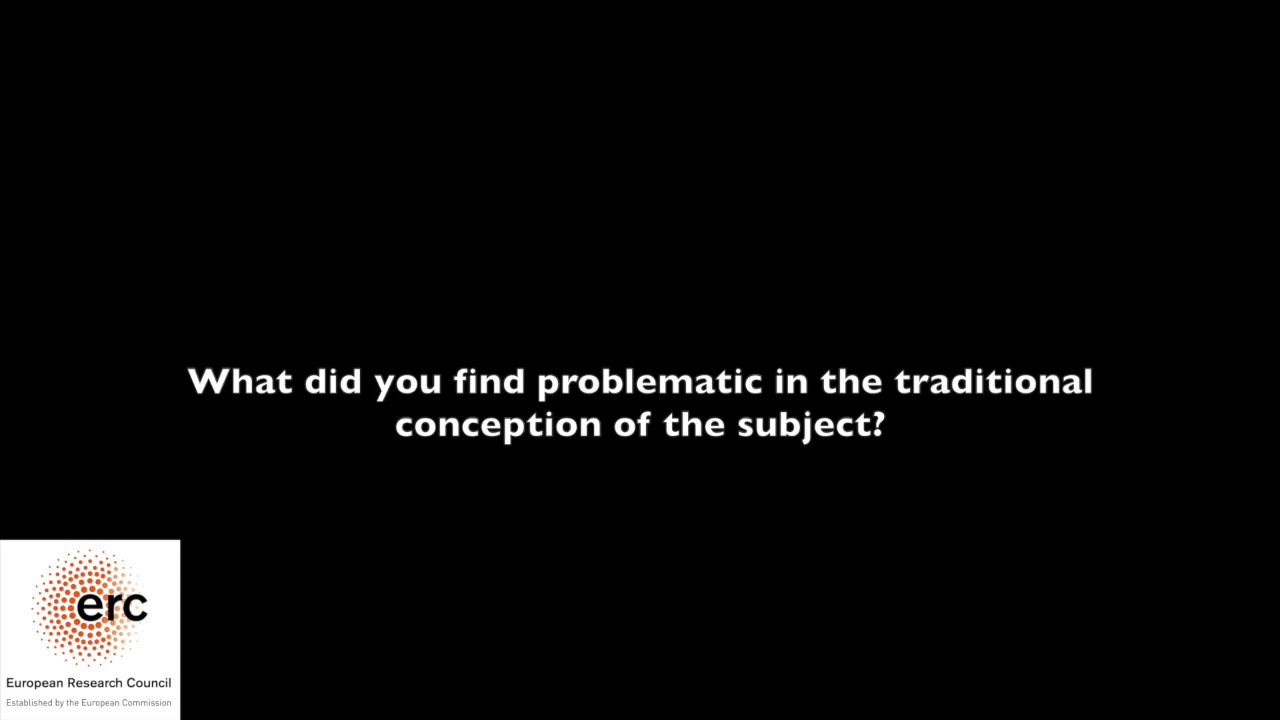 What did you find problematic in the traditional
conception of the subject?
erc
European Research Council
Established by the European Commission